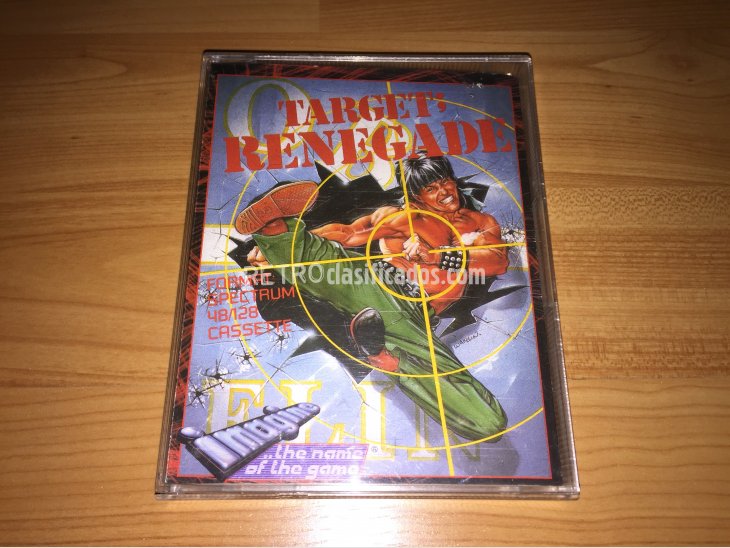 TARGET;
RENEGADE
RETROclasificados.com
FORMAT
SPECTRUM
48/128
CASSETTE
imagine
...the name
of the game